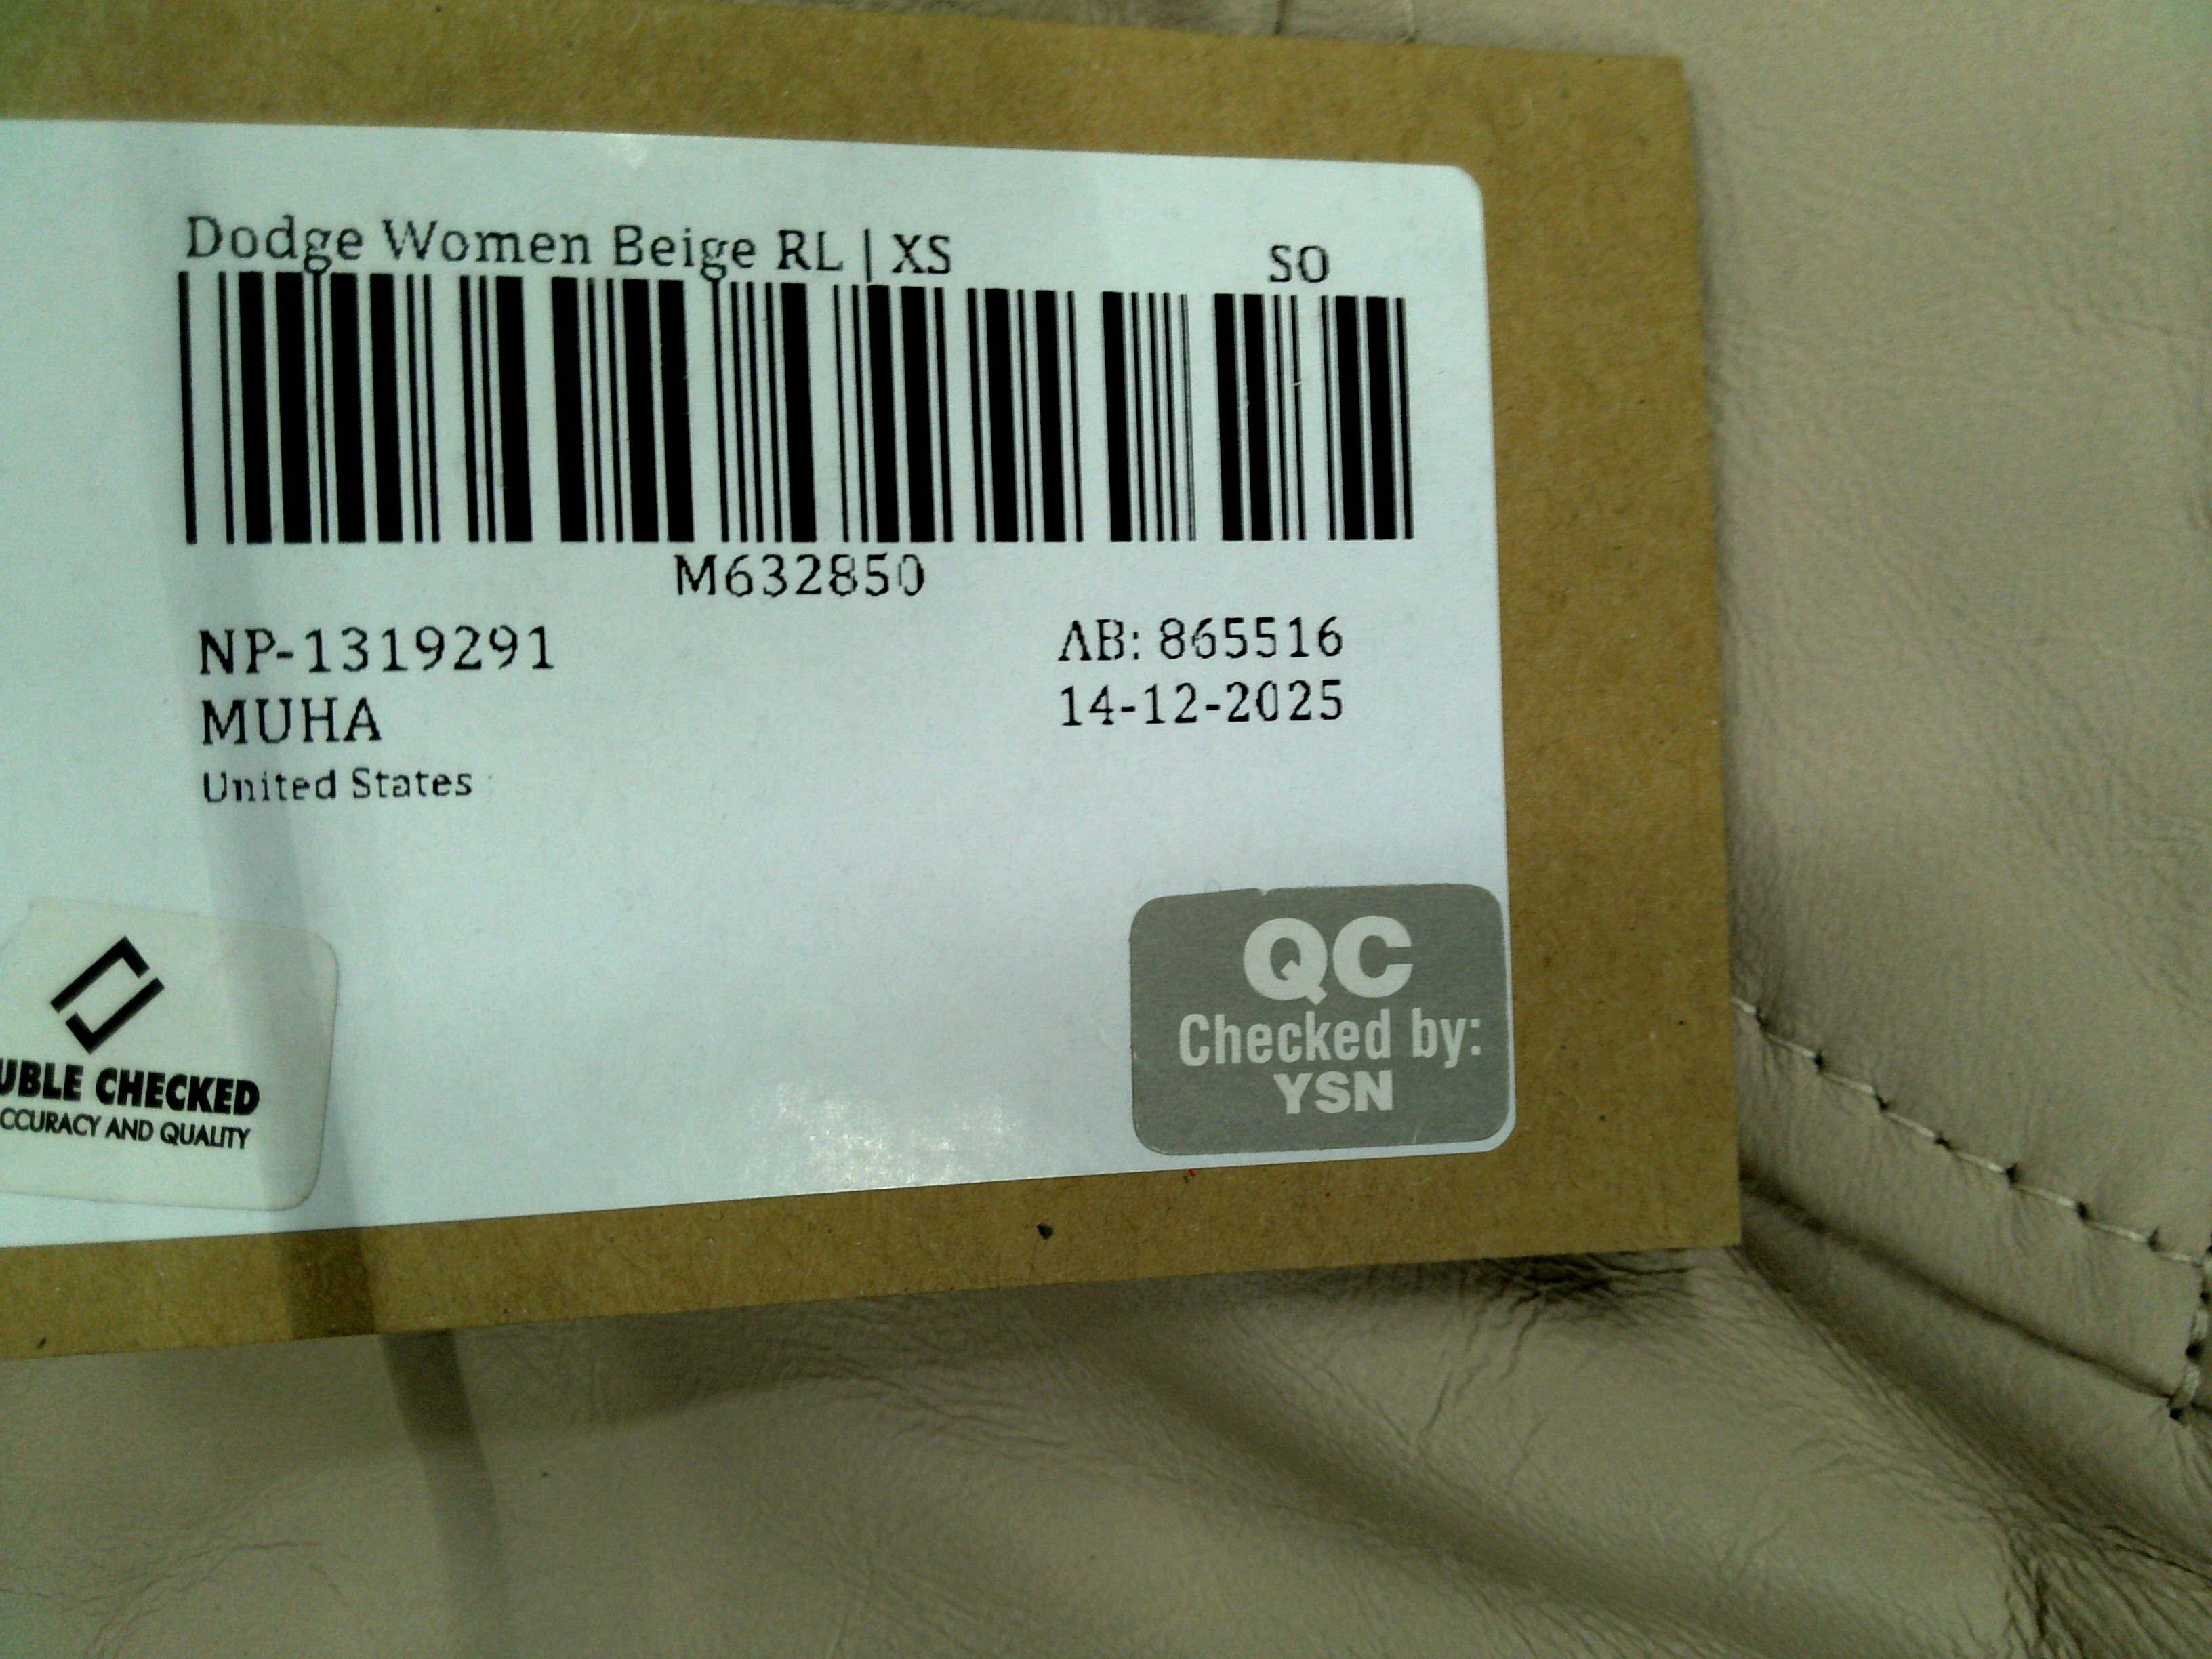 Dodge Women Beige RL | XS
SO
M632850
NP-1319291
AB: 865516
MUHA
14-12-2025
United States
QC
Checked by:
YSN
UBLE CHECKED
CCURACY AND QUALITY